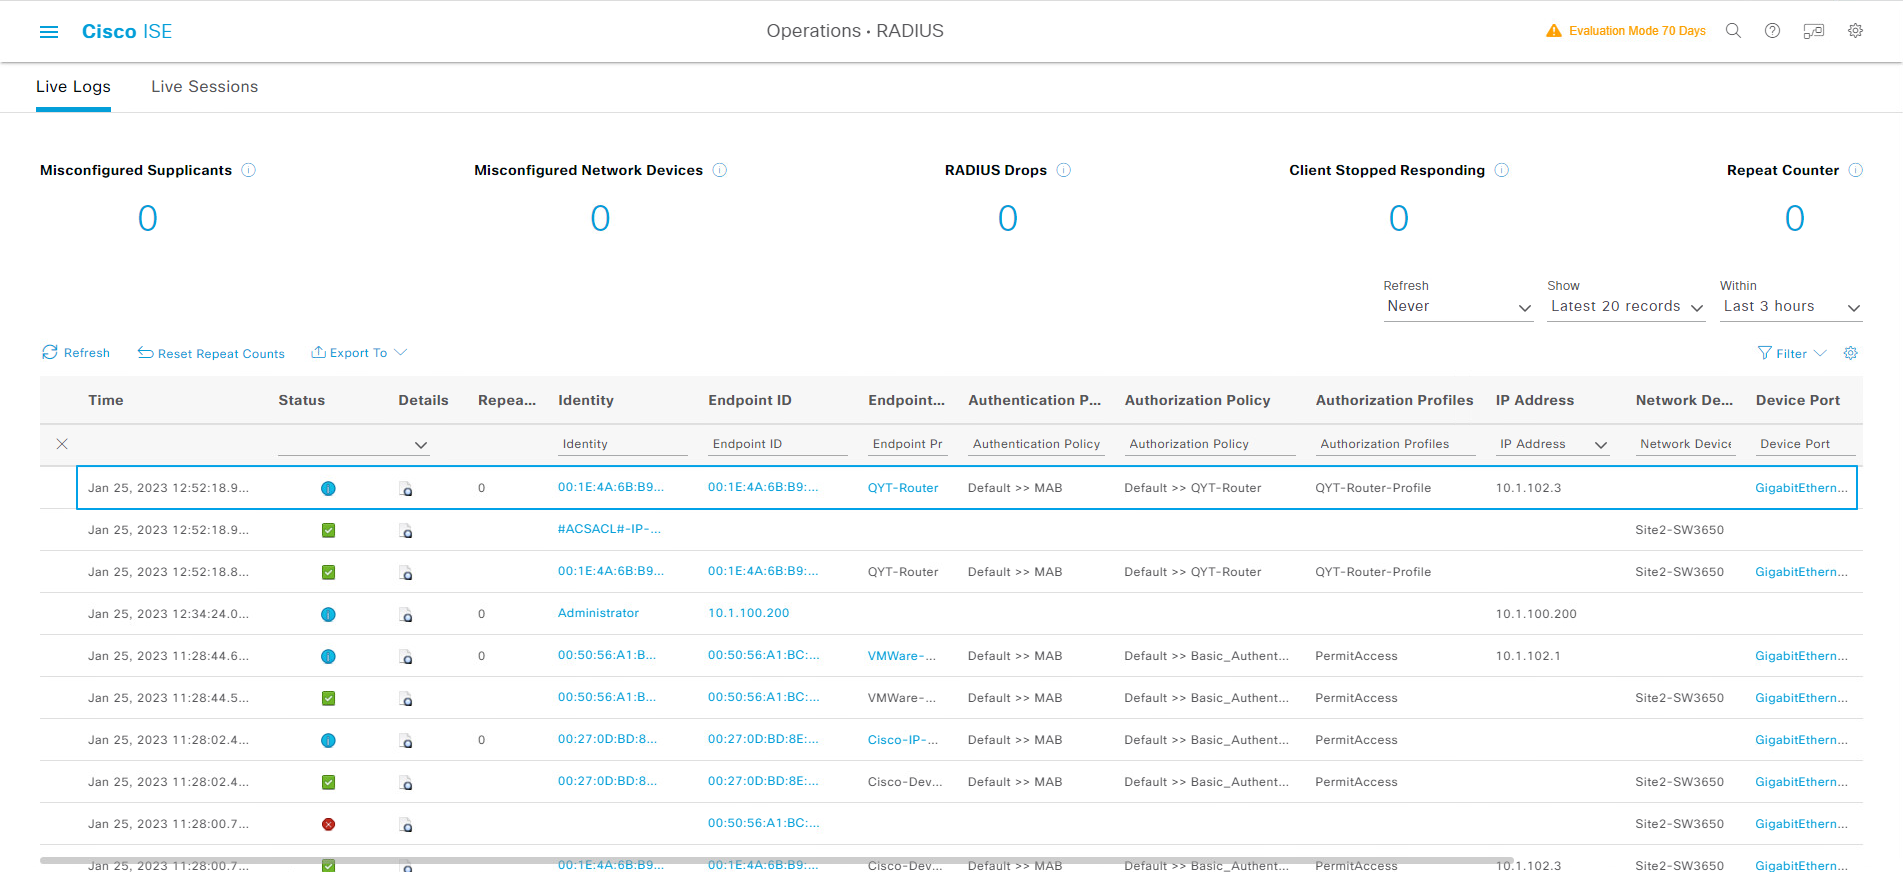 Cisco ISE
Operations · RADIUS
Evaluation Mode 70 Days
Live Logs Live Sessions
Misconfigured Supplicants Misconfigured Network Devices RADIUS Drops Client Stopped Responding Repeat Counter
0 0 0 0 0
Refresh Show Within
Never Latest 20 records Last 3 hours
Refresh Reset Repeat Counts Export To Filter
Time Status Details Repea... Identity Endpoint ID Endpoint... Authentication P... Authorization Policy Authorization Profiles IP Address Network De... Device Port
Identity Endpoint ID Endpoint Pr Authentication Policy Authorization Policy Authorization Profiles IP Address Network Device Device Port
Jan 25, 2023 12:52:18.9... 0 00:1E:4A:6B:B9... 00:1E:4A:6B:B9:... QYT-Router Default >> MAB Default >> QYT-Router QYT-Router-Profile 10.1.102.3 GigabitEthern...
Jan 25, 2023 12:52:18.9... #ACSACL#-IP-... Site2-SW3650
Jan 25, 2023 12:52:18.8... 00:1E:4A:6B:B9... 00:1E:4A:6B:B9:... QYT-Router Default >> MAB Default >> QYT-Router QYT-Router-Profile Site2-SW3650 GigabitEthern...
Jan 25, 2023 12:34:24.0... 0 Administrator 10.1.100.200 10.1.100.200
Jan 25, 2023 11:28:44.6... 0 00:50:56:A1:B... 00:50:56:A1:BC:... VMWare-... Default >> MAB Default >> Basic_Authent... PermitAccess 10.1.102.1 GigabitEthern...
Jan 25, 2023 11:28:44.5... 00:50:56:A1:B... 00:50:56:A1:BC:... VMWare-... Default >> MAB Default >> Basic_Authent... PermitAccess Site2-SW3650 GigabitEthern...
Jan 25, 2023 11:28:02.4... 0 00:27:0D:BD:8... 00:27:0D:BD:8E:... Cisco-IP-... Default >> MAB Default >> Basic_Authent... PermitAccess GigabitEthern...
Jan 25, 2023 11:28:02.4... 00:27:0D:BD:8... 00:27:0D:BD:8E:... Cisco-Dev... Default >> MAB Default >> Basic_Authent... PermitAccess Site2-SW3650 GigabitEthern...
Jan 25, 2023 11:28:00.7... 00:50:56:A1:BC:... Site2-SW3650 GigabitEthern...
Jan 25, 2023 11:28:00.7... 00:1E:4A:6B:B9... 00:1E:4A:6B:B9:... Cisco-Dev... Default >> MAB Default >> Basic_Authent... PermitAccess 10.1.102.3 Site2-SW3650 GigabitEthern...